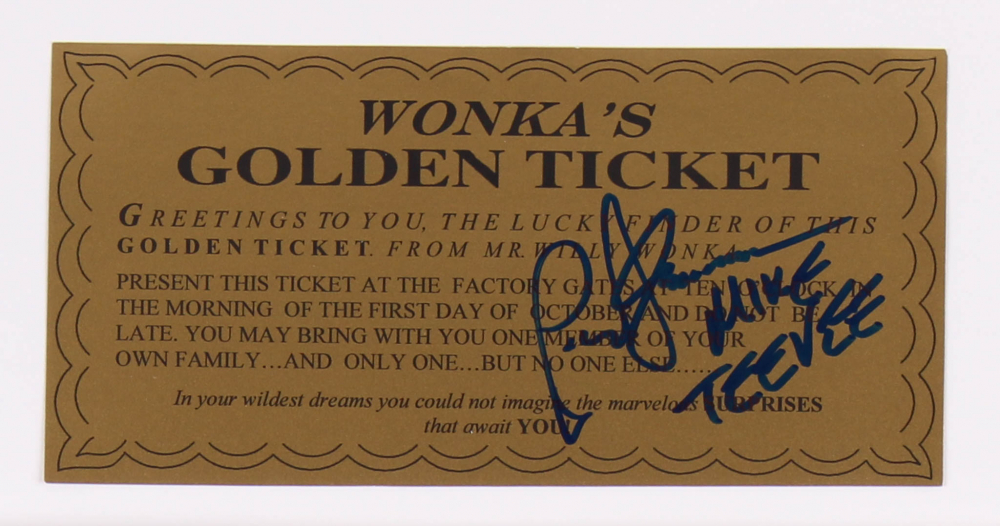 WONKA'S
GOLDEN TICKET
GREETINGS TO YOU, THE LUCKY FINDER OF THIS
GOLDEN TICKET. FROM MR. WILLY WONKA
PRESENT THIS TICKET AT THE FACTORY GATES AT TEN O'CLOCK IN
THE MORNING OF THE FIRST DAY OF OCTOBER AND DO NOT BE
LATE. YOU MAY BRING WITH YOU ONE MEMBER OF YOUR
OWN FAMILY...AND ONLY ONE...BUT NO ONE ELSE.....
In your wildest dreams you could not imagine the marvelous SURPRISES
that await YOU!
MIKE
TEEVEE